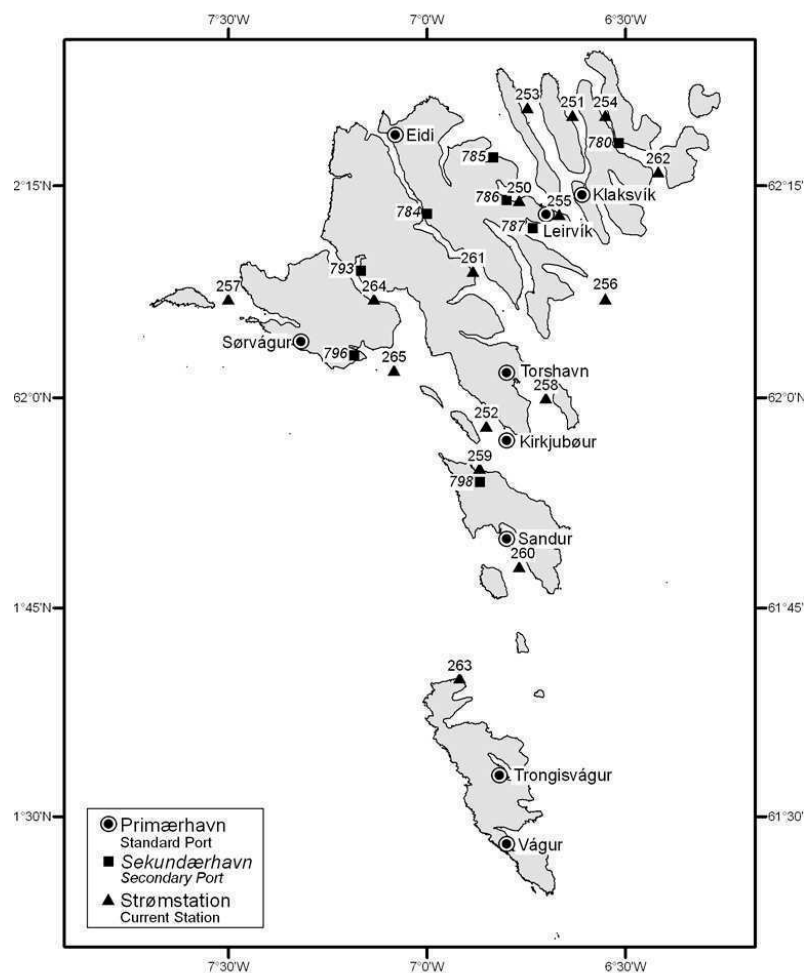 7°30'W 7°0'W 6°30'W
253 251 254
Eidi
780
785
262
2°15'N 62°15'N
786 250 Klaksvík
784 255
787 Leirvík
261
793
257 264 256
Sørvágur
796 265
Torshavn
62°0'N 258 62°0'N
252
Kirkjubøur
259
798
Sandur
260
1°45'N 61°45'N
263
Trongisvágur
1°30'N 61°30'N
Vágur
Primærhavn
Standard Port
Sekundærhavn
Secondary Port
Strømstation
Current Station
7°30'W 7°0'W 6°30'W